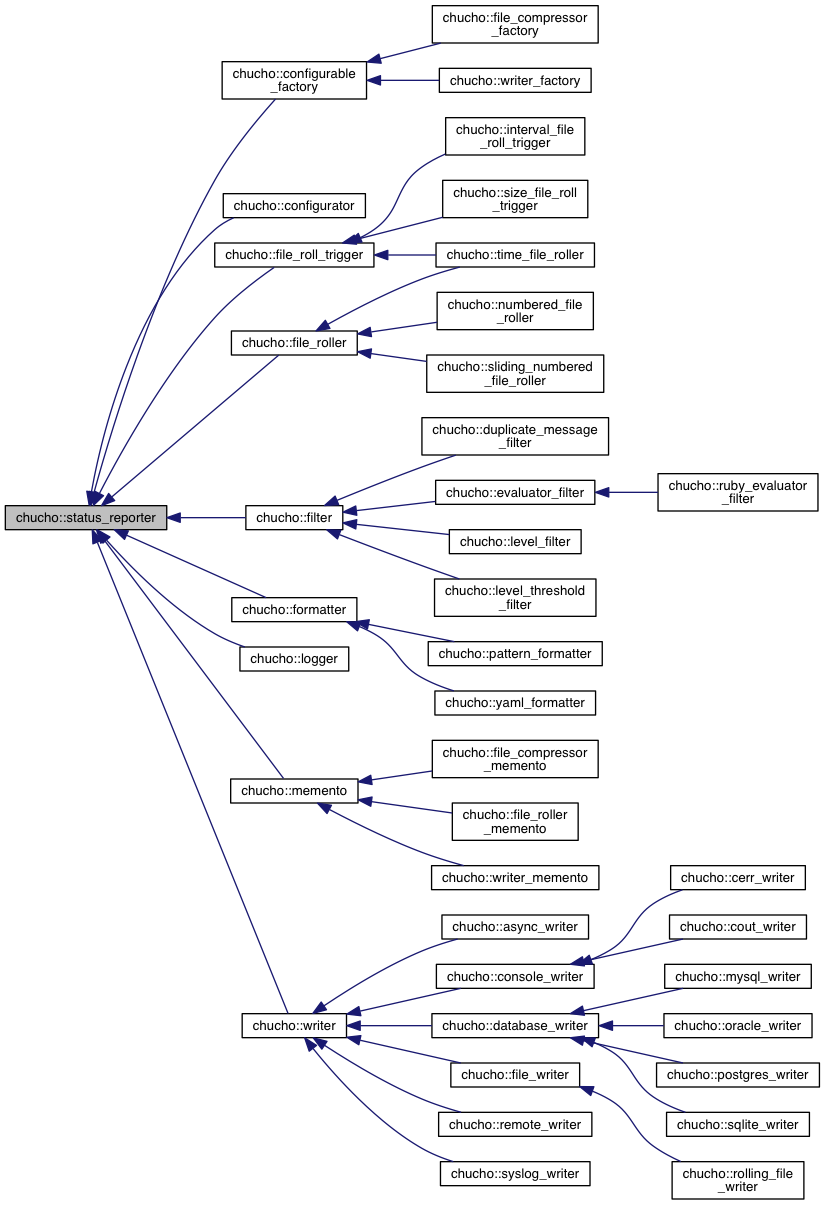 chucho::file_compressor
_factory
chucho::configurable
_factory
chucho::writer_factory
chucho::interval_file
_roll_trigger
chucho::size_file_roll
_trigger
chucho::configurator
chucho::file_roll_trigger
chucho::time_file_roller
chucho::numbered_file
_roller
chucho::file_roller
chucho::sliding_numbered
_file_roller
chucho::duplicate_message
_filter
chucho::evaluator_filter
chucho::ruby_evaluator
_filter
chucho::status_reporter
chucho::filter
chucho::level_filter
chucho::level_threshold
_filter
chucho::formatter
chucho::pattern_formatter
chucho::logger
chucho::yaml_formatter
chucho::file_compressor
_memento
chucho::memento
chucho::file_roller
_memento
chucho::writer_memento
chucho::cerr_writer
chucho::async_writer
chucho::cout_writer
chucho::console_writer
chucho::mysql_writer
chucho::writer
chucho::database_writer
chucho::oracle_writer
chucho::file_writer
chucho::postgres_writer
chucho::remote_writer
chucho::sqlite_writer
chucho::syslog_writer
chucho::rolling_file
_writer